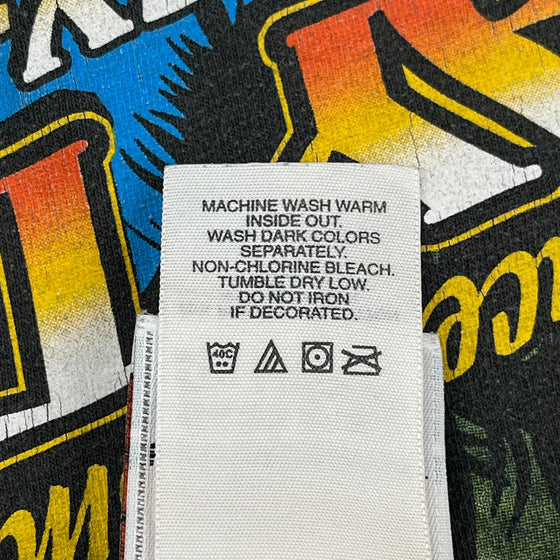 MACHINE WASH WARM
INSIDE OUT.
WASH DARK COLORS
SEPARATELY.
NON-CHLORINE BLEACH.
TUMBLE DRY LOW.
DO NOT IRON
IF DECORATED.
40C